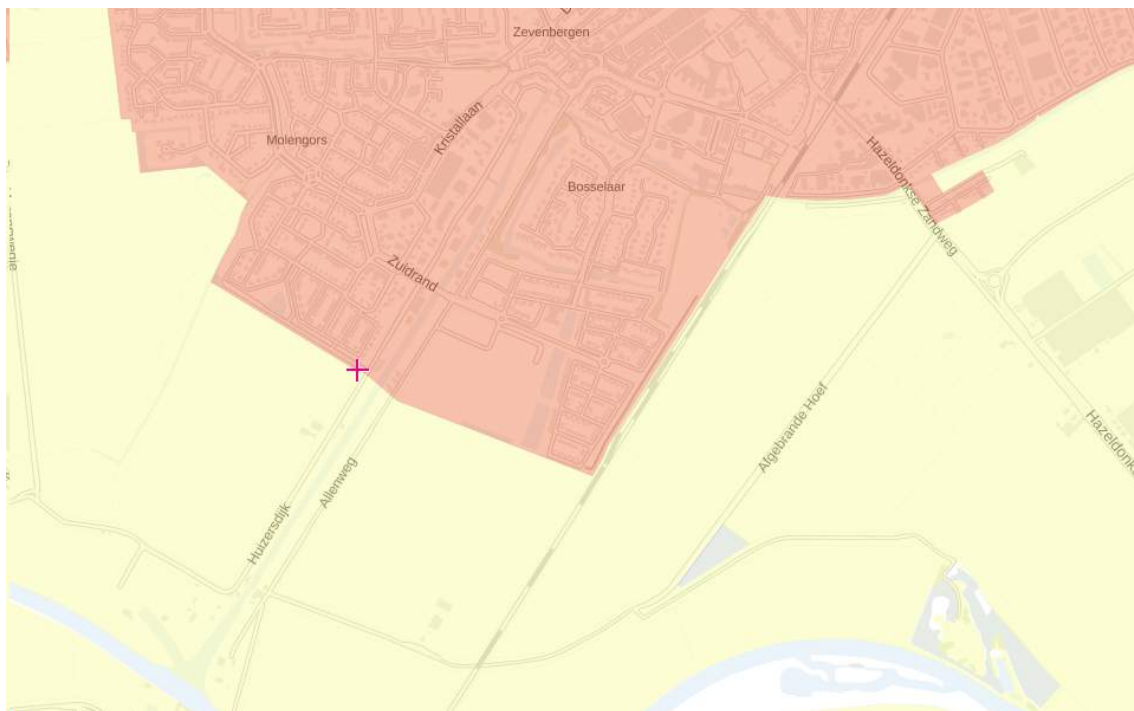 Zevenbergen
Kristallaan
Molengors
Hazeldonkse Zandweg
Bosselaar
Zuidrand
Afgebrande Hoef
Allenweg
Huizersdijk